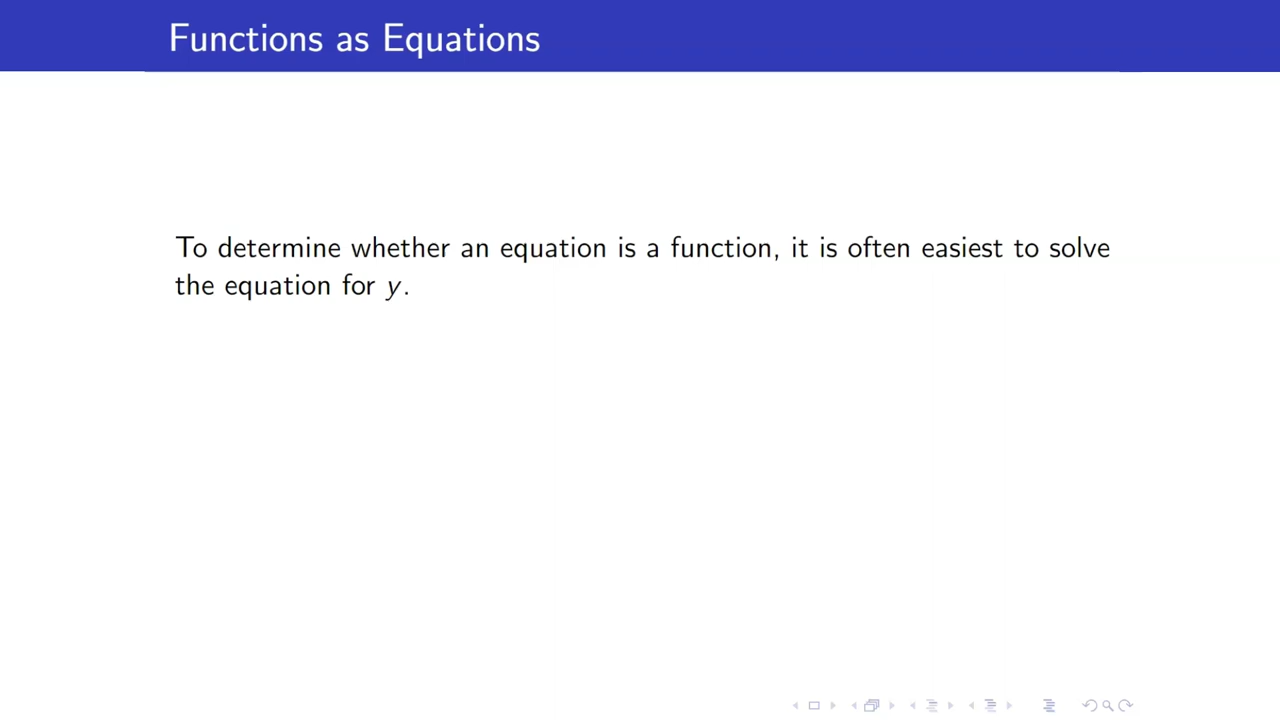 Functions as Equations
To determine whether an equation is a function, it is often easiest to solve
the equation for y.